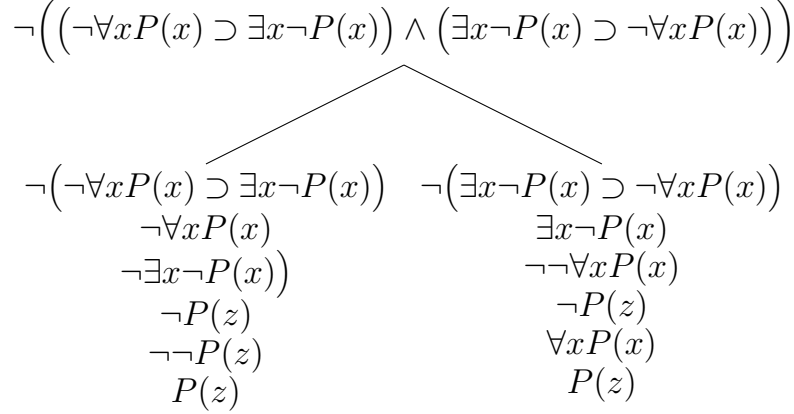 ¬((¬∀xP(x) ⊃ ∃x¬P(x)) ∧ (∃x¬P(x) ⊃ ¬∀xP(x)))
¬(¬∀xP(x) ⊃ ∃x¬P(x))
¬∀xP(x)
¬∃x¬P(x))
¬P(z)
¬¬P(z)
P(z)
¬(∃x¬P(x) ⊃ ¬∀xP(x))
∃x¬P(x)
¬¬∀xP(x)
¬P(z)
∀xP(x)
P(z)